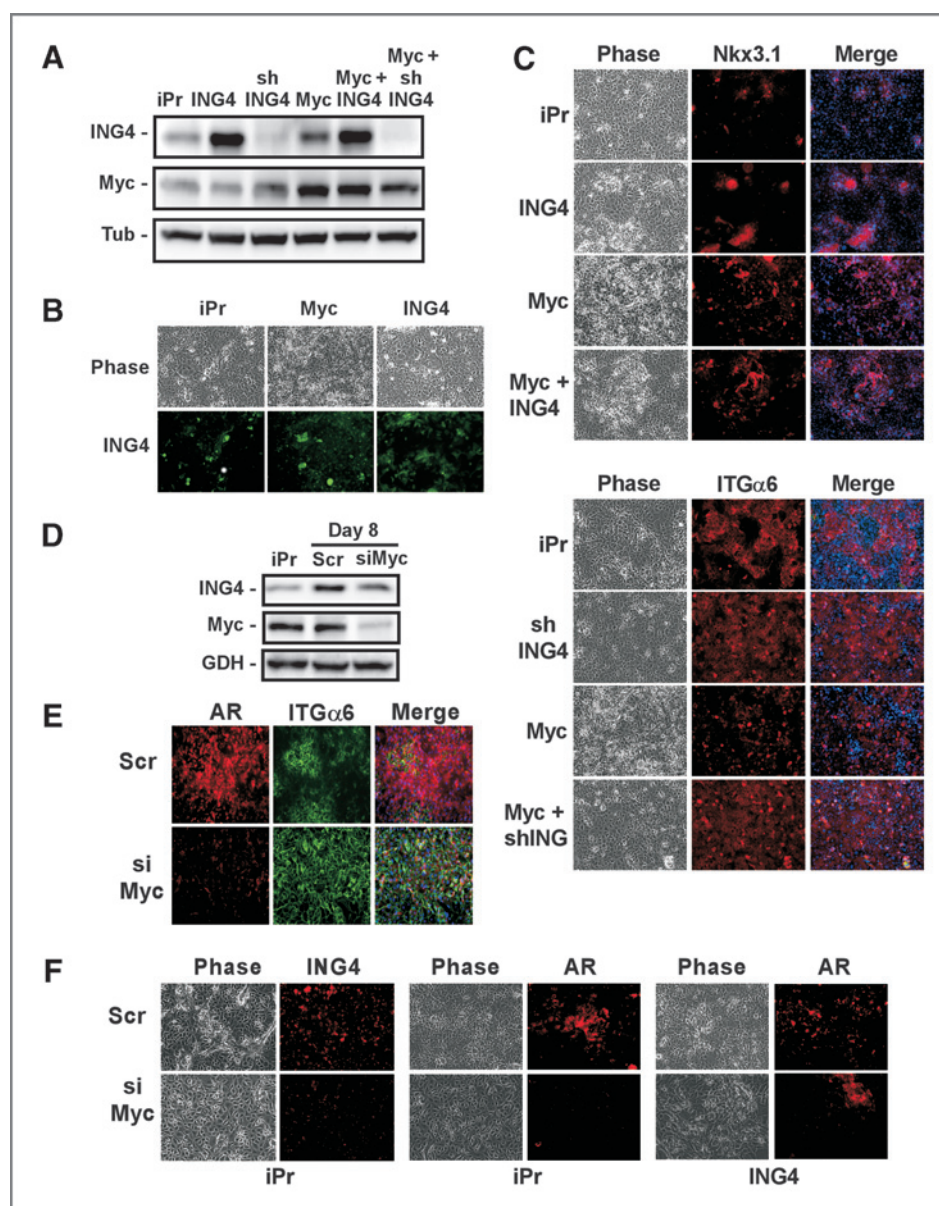 A
iPr ING4 sh ING4 Myc Myc + ING4 Myc + sh ING4
ING4 -
Myc -
Tub -
B
iPr Myc ING4
Phase
ING4
C
Phase Nkx3.1 Merge
iPr
ING4
Myc
Myc + ING4
Phase ITGα6 Merge
iPr
sh ING4
Myc
Myc + shING
D
Day 8
iPr Scr siMyc
ING4 -
Myc -
GDH -
E
AR ITGα6 Merge
Scr
si Myc
F
Phase ING4 Phase AR Phase AR
Scr
si Myc
iPr iPr ING4